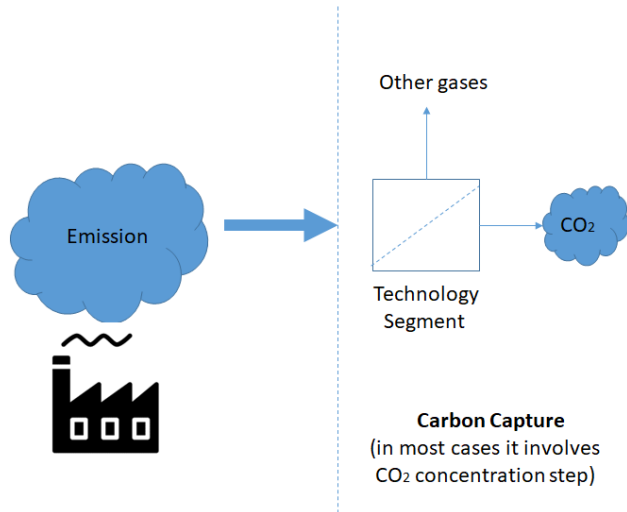 Other gases
Emission
CO₂
Technology
Segment
Carbon Capture
(in most cases it involves
CO₂ concentration step)